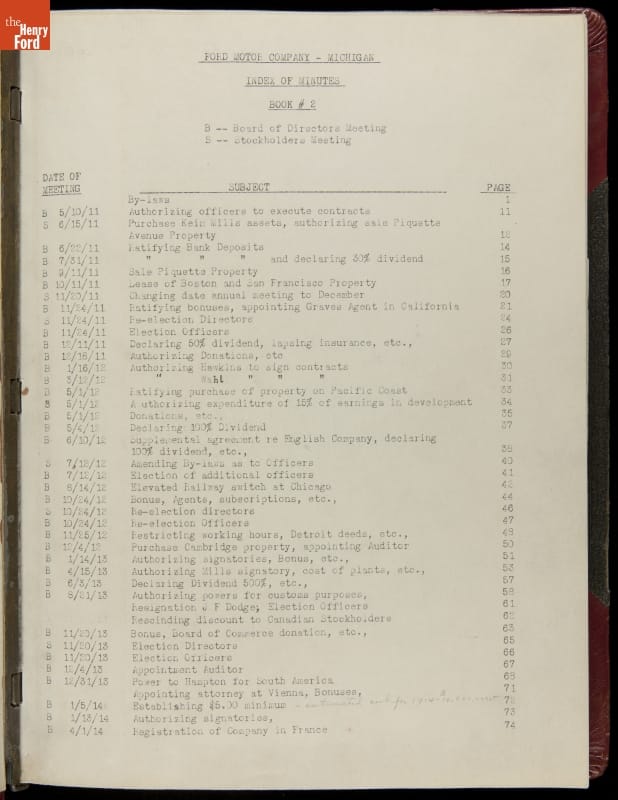 the
Henry
Ford
FORD MOTOR COMPANY - MICHIGAN
INDEX OF MINUTES
BOOK # 2
B -- Board of Directors Meeting
S -- Stockholders Meeting
DATE OF
MEETING SUBJECT PAGE
By-laws 1
B 5/10/11 Authorizing officers to execute contracts 11
S 6/15/11 Purchase Keim Mills assets, authorizing sale Piquette
Avenue Property 12
B 6/22/11 Ratifying Bank Deposits 14
B 7/31/11 " " " and declaring 30% dividend 15
B 9/11/11 Sale Piquette Property 16
B 10/11/11 Lease of Boston and San Francisco Property 17
S 11/20/11 Changing date annual meeting to December 20
B 11/24/11 Ratifying bonuses, appointing Graves Agent in California 21
S 11/24/11 Re-election Directors 24
B 11/24/11 Election Officers 26
B 12/11/11 Declaring 50% dividend, lapsing insurance, etc., 27
B 12/18/11 Authorizing Donations, etc 29
B 1/16/12 Authorizing Hawkins to sign contracts 30
B 3/12/12 " Wahl " " " 31
B 5/1/12 Ratifying purchase of property on Pacific Coast 33
S 5/1/12 Authorizing expenditure of 15% of earnings in development 34
B 5/1/12 Donations, etc., 35
B 5/4/12 Declaring 100% Dividend 37
B 6/10/12 Supplemental agreement re English Company, declaring
100% dividend, etc., 38
S 7/12/12 Amending By-laws as to Officers 40
B 7/12/12 Election of additional officers 41
B 8/14/12 Elevated Railway switch at Chicago 42
B 10/24/12 Bonus, Agents, subscriptions, etc., 44
S 10/24/12 Re-election directors 46
B 10/24/12 Re-election Officers 47
B 11/25/12 Restricting working hours, Detroit deeds, etc., 48
B 12/4/12 Purchase Cambridge property, appointing Auditor 50
B 1/14/13 Authorizing signatories, Bonus, etc., 51
B 4/15/13 Authorizing Mills signatory, cost of plants, etc., 53
B 6/3/13 Declaring Dividend 500%, etc., 57
B 8/21/13 Authorizing powers for customs purposes, 58
Resignation J F Dodge; Election Officers 61
Rescinding discount to Canadian Stockholders 62
B 11/20/13 Bonus, Board of Commerce donation, etc., 63
S 11/20/13 Election Directors 65
B 11/20/13 Election Officers 66
B 12/4/13 Appointment Auditor 67
B 12/31/13 Power to Hampton for South America 68
Appointing attorney at Vienna, Bonuses, 71
B 1/5/14 Establishing $5.00 minimum 72
B 1/13/14 Authorizing signatories, 73
B 4/1/14 Registration of Company in France 74